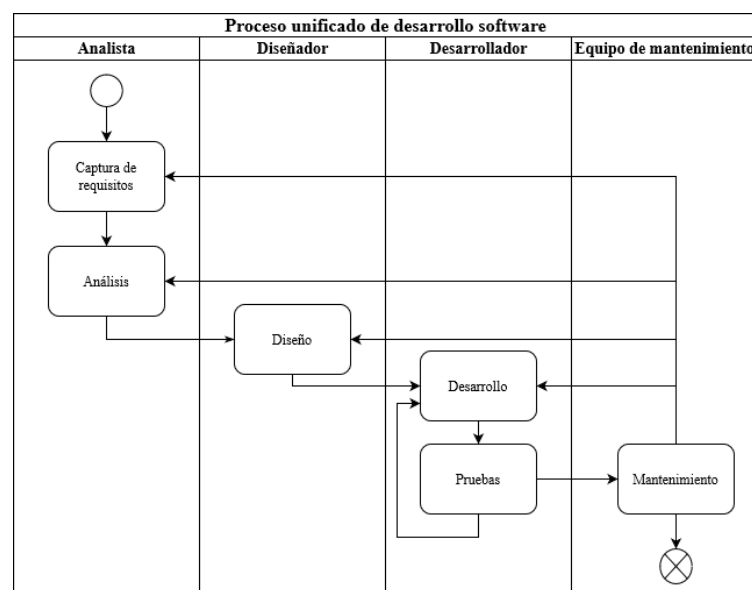 Proceso unificado de desarrollo software
Analista
Diseñador
Desarrollador
Equipo de mantenimiento
Captura de
requisitos
Análisis
Diseño
Desarrollo
Pruebas
Mantenimiento